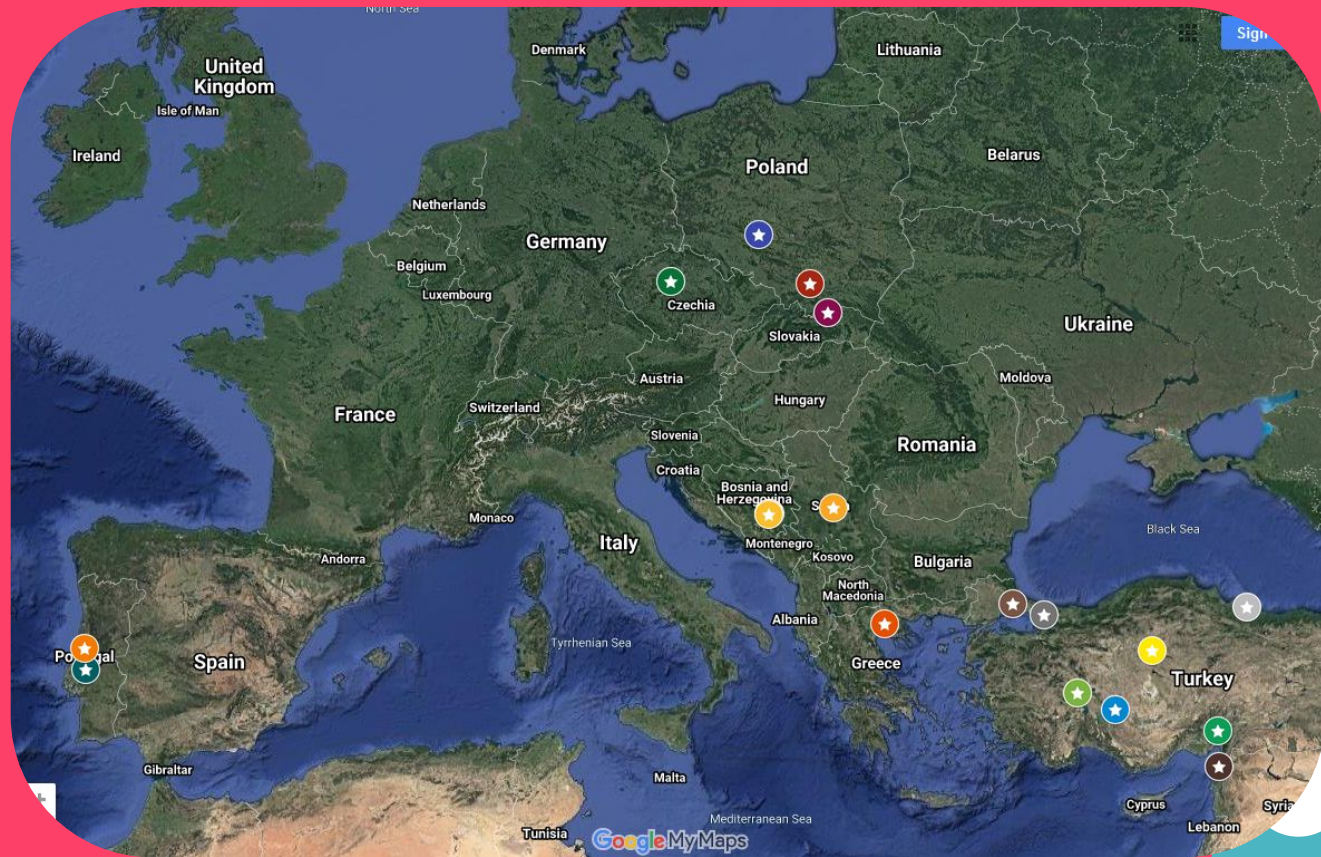 North Sea
Denmark
Lithuania
Sign
United
Kingdom
Isle of Man
Ireland
Belarus
Poland
Netherlands
Germany
Belgium
Luxembourg
Czechia
Ukraine
Slovakia
Austria
Moldova
Hungary
Switzerland
France
Slovenia
Romania
Croatia
Bosnia and
Herzegovina
Monaco
Black Sea
Italy
Montenegro
Kosovo
Andorra
Bulgaria
North
Macedonia
Albania
Tyrrhenian Sea
Portugal
Spain
Greece
Turkey
Gibraltar
Malta
Cyprus
Syria
Mediterranean Sea
Lebanon
Tunisia
Google My Maps